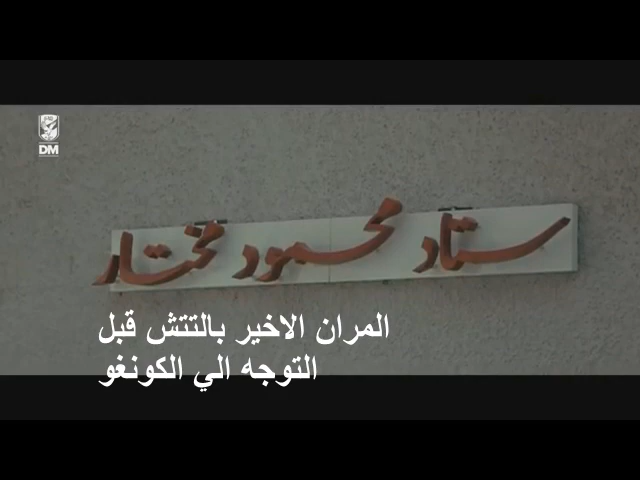 DM
ستاد محمود مختار
المران الاخير بالتتش قبل
التوجه الي الكونغو